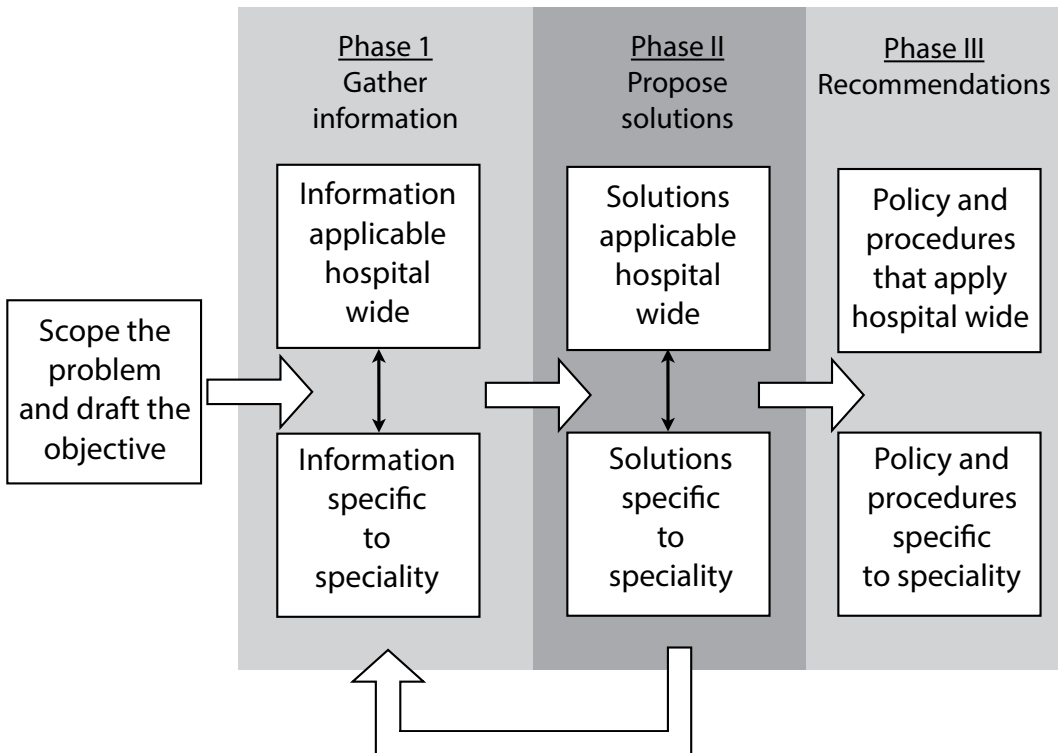 Phase 1
Gather
information
Phase II
Propose
solutions
Phase III
Recommendations
Scope the
problem
and draft the
objective
Information
applicable
hospital
wide
Information
specific
to
speciality
Solutions
applicable
hospital
wide
Solutions
specific
to
speciality
Policy and
procedures
that apply
hospital wide
Policy and
procedures
specific
to speciality